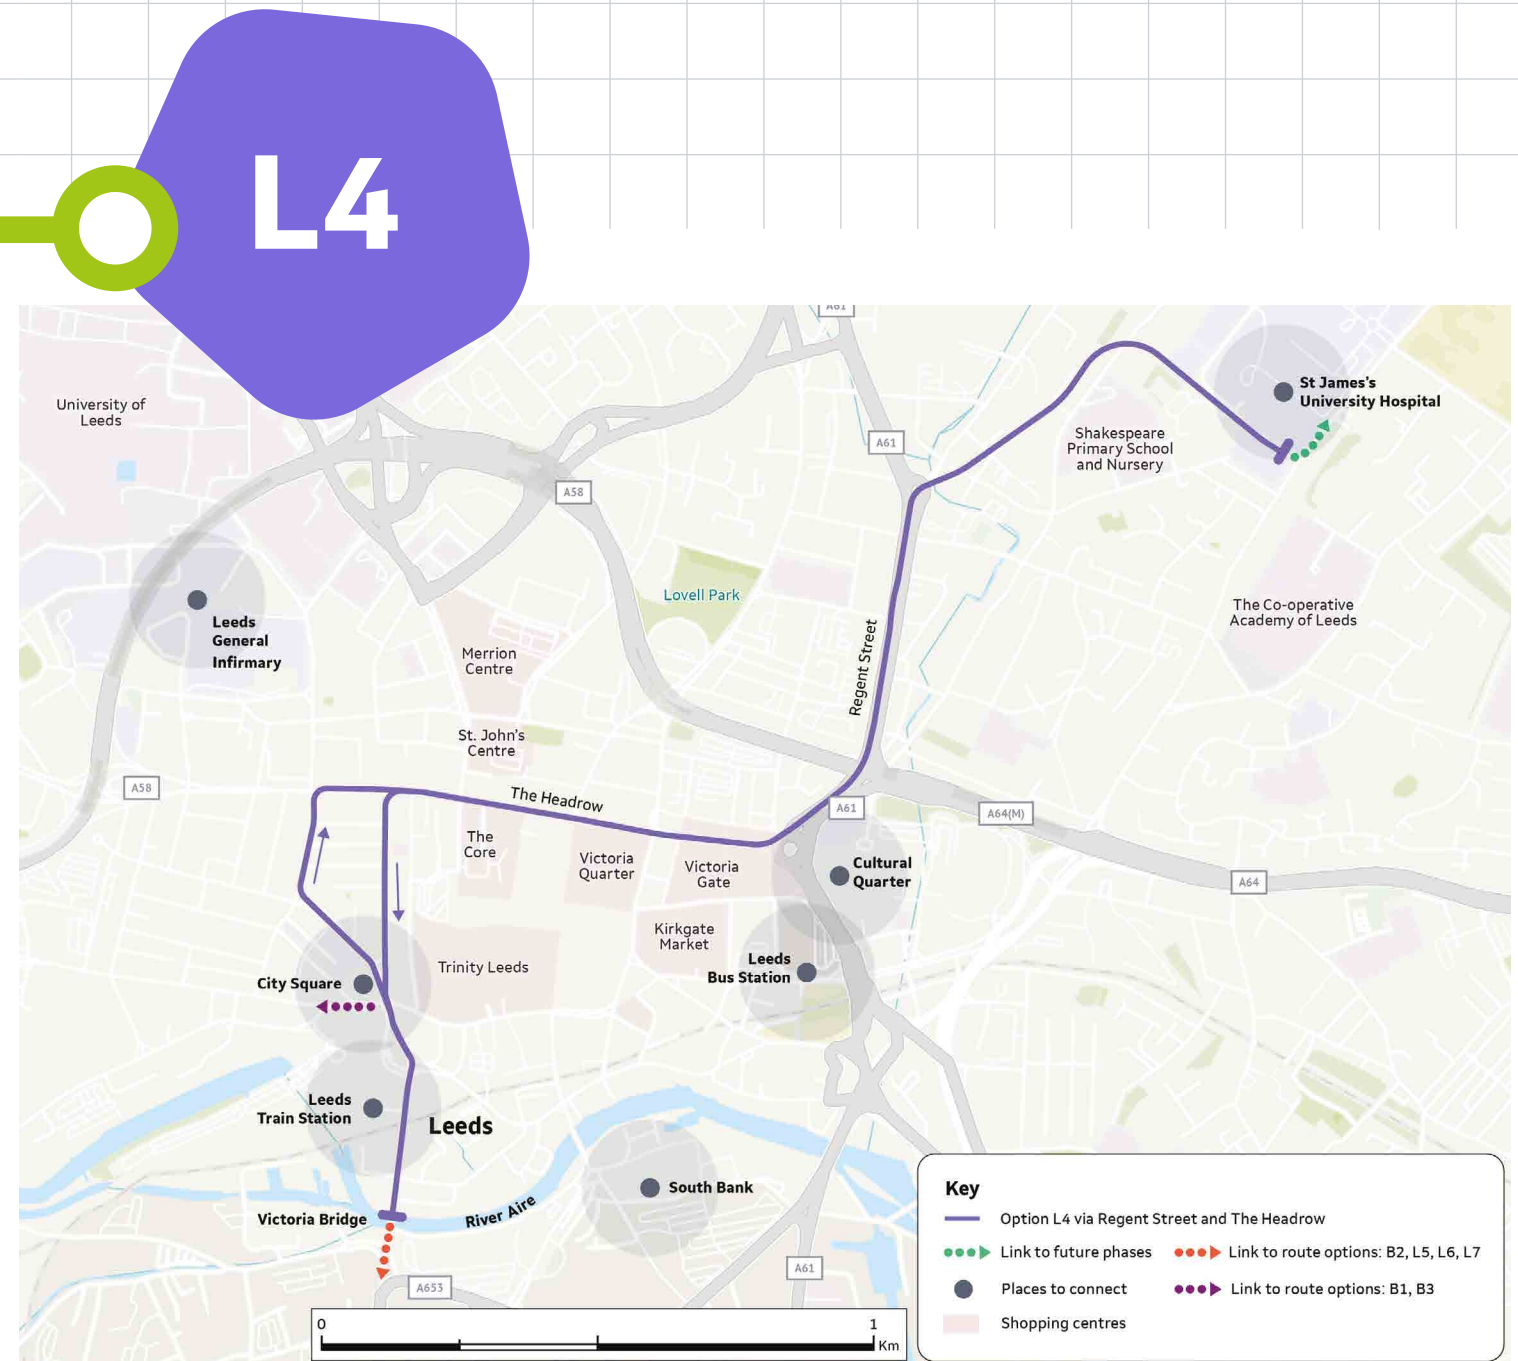 L4
A61
St James's
University Hospital
University of
Leeds
Shakespeare
Primary School
and Nursery
A61
A58
Lovell Park
Leeds
General
Infirmary
The Co-operative
Academy of Leeds
Regent Street
Merrion
Centre
St. John's
Centre
A58
The Headrow
A61
A64(M)
The
Core
Victoria
Quarter
Victoria
Gate
Cultural
Quarter
A64
Kirkgate
Market
Trinity Leeds
Leeds
Bus Station
City Square
Leeds
Train Station
Leeds
South Bank
River Aire
Victoria Bridge
A653
A61
0
1
Km
Key
Option L4 via Regent Street and The Headrow
Link to future phases
Link to route options: B2, L5, L6, L7
Places to connect
Link to route options: B1, B3
Shopping centres